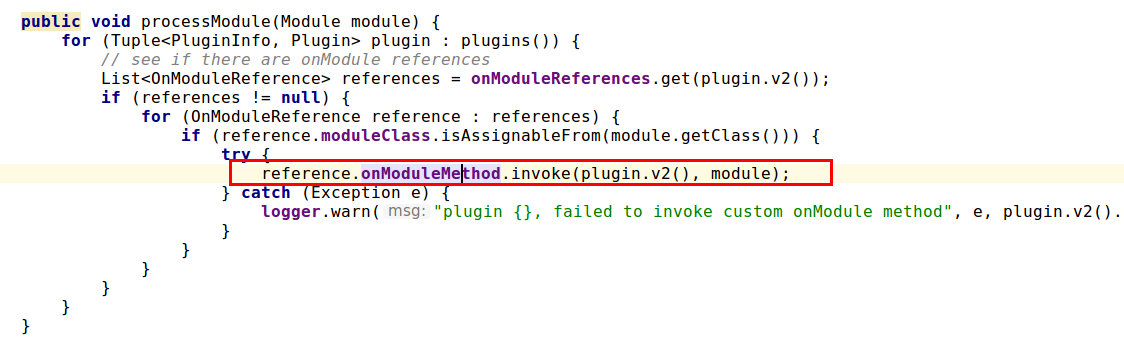 public void processModule(Module module) {
    for (Tuple<PluginInfo, Plugin> plugin : plugins()) {
        // see if there are onModule references
        List<OnModuleReference> references = onModuleReferences.get(plugin.v2());
        if (references != null) {
            for (OnModuleReference reference : references) {
                if (reference.moduleClass.isAssignableFrom(module.getClass())) {
                    try {
                        reference.onModuleMethod.invoke(plugin.v2(), module);
                    } catch (Exception e) {
                        logger.warn( msg: "plugin {}, failed to invoke custom onModule method", e, plugin.v2().
                    }
                }
            }
        }
    }
}